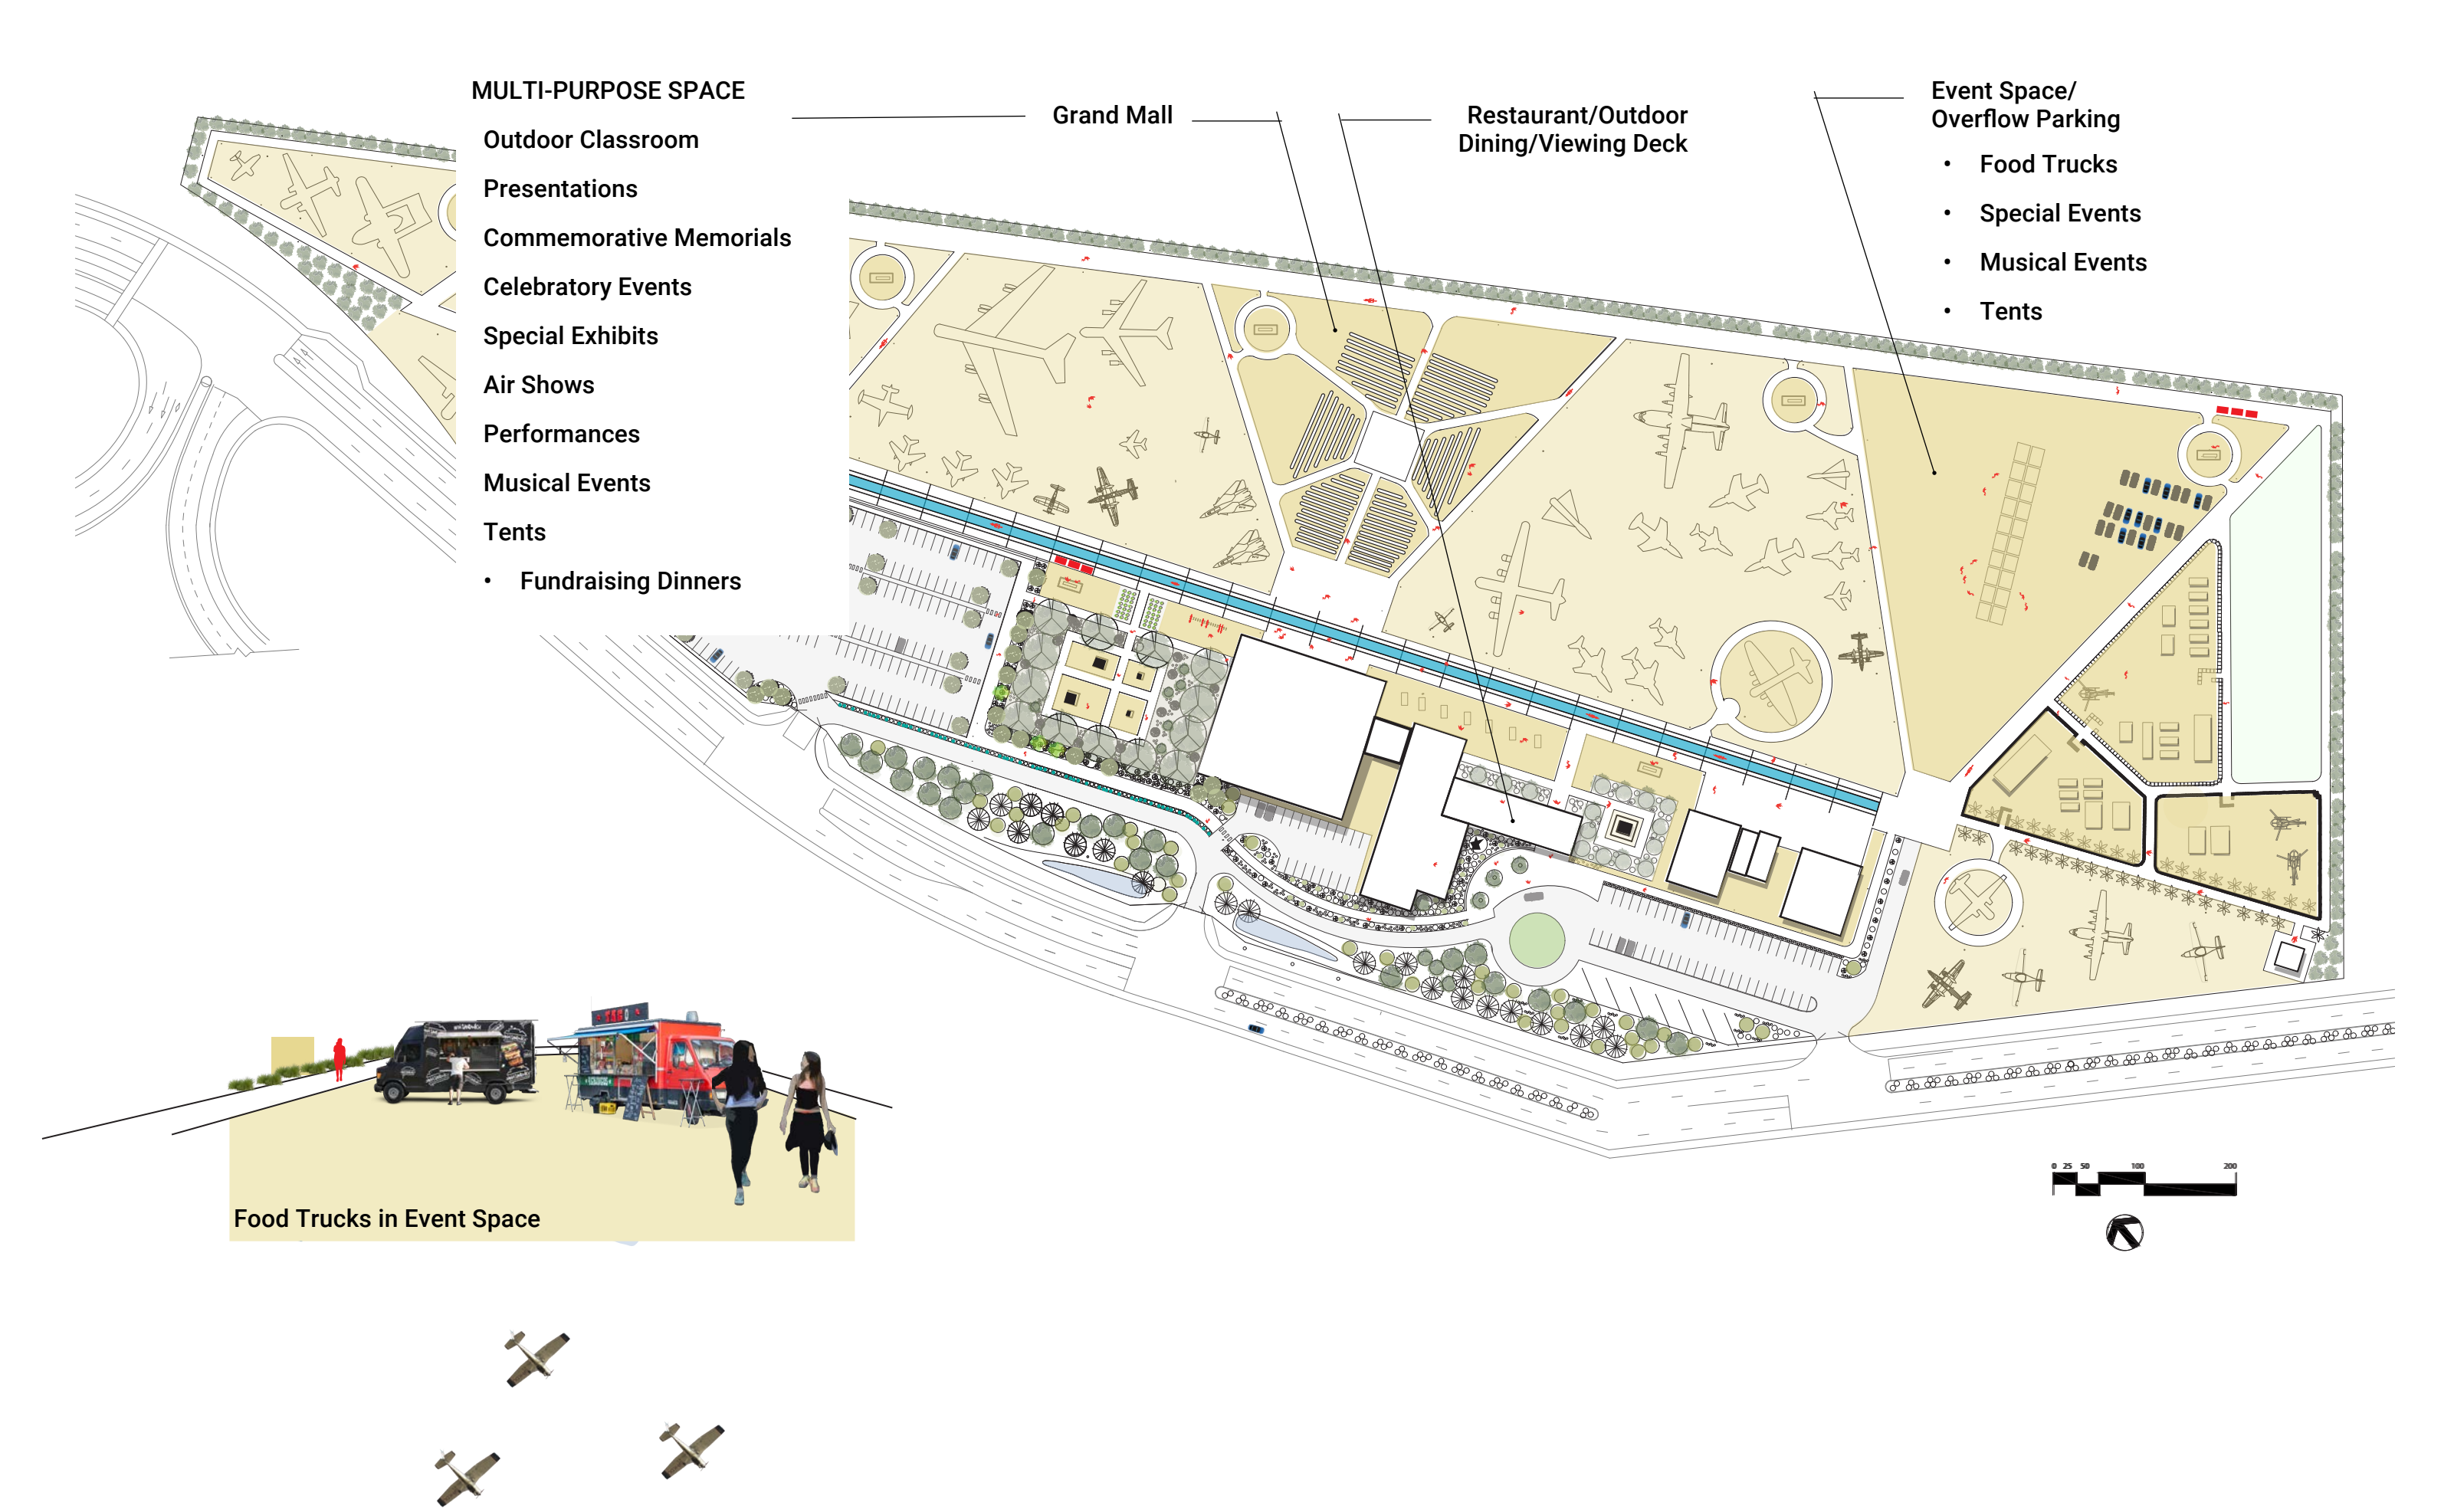 MULTI-PURPOSE SPACE
Outdoor Classroom
Presentations
Commemorative Memorials
Celebratory Events
Special Exhibits
Air Shows
Performances
Musical Events
Tents
• Fundraising Dinners
Grand Mall
Restaurant/Outdoor
Dining/Viewing Deck
Event Space/
Overflow Parking
• Food Trucks
• Special Events
• Musical Events
• Tents
Food Trucks in Event Space
0 25 50 100 200